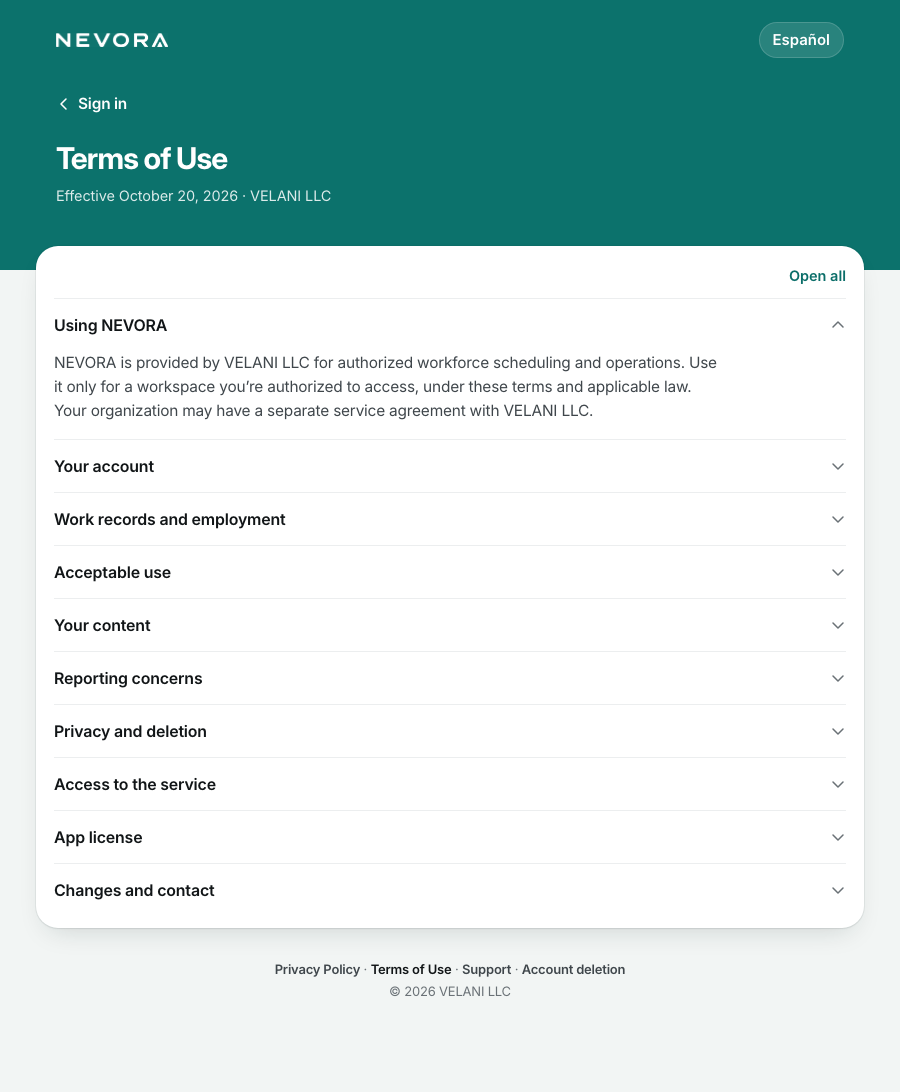 NEVORA
Español
Sign in
Terms of Use
Effective October 20, 2026 · VELANI LLC
Open all
Using NEVORA
NEVORA is provided by VELANI LLC for authorized workforce scheduling and operations. Use
it only for a workspace you’re authorized to access, under these terms and applicable law.
Your organization may have a separate service agreement with VELANI LLC.
Your account
Work records and employment
Acceptable use
Your content
Reporting concerns
Privacy and deletion
Access to the service
App license
Changes and contact
Privacy Policy · Terms of Use · Support · Account deletion
© 2026 VELANI LLC